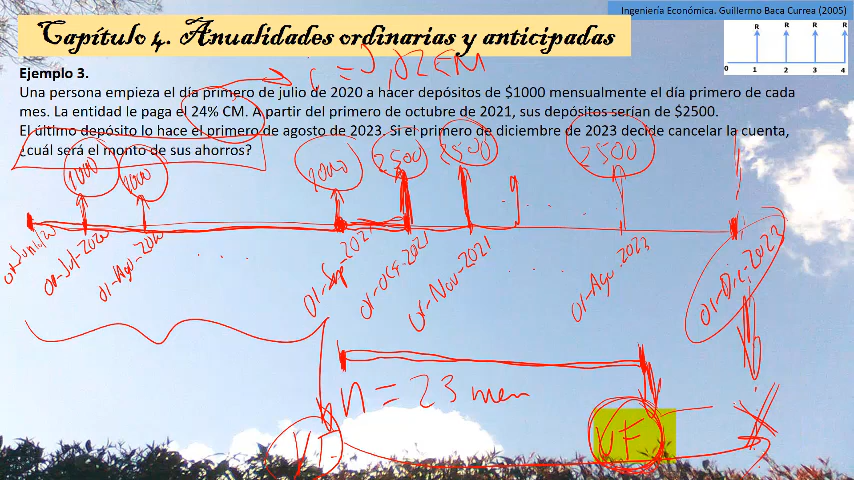 Ingeniería Económica. Guillermo Baca Currea (2005)
Capítulo 4. Anualidades ordinarias y anticipadas
R R R R
0 1 2 3 4
Ejemplo 3.
Una persona empieza el día primero de julio de 2020 a hacer depósitos de $1000 mensualmente el día primero de cada
mes. La entidad le paga el 24% CM. A partir del primero de octubre de 2021, sus depósitos serían de $2500.
El último depósito lo hace el primero de agosto de 2023. Si el primero de diciembre de 2023 decide cancelar la cuenta,
¿cuál será el monto de sus ahorros?
i = 0,02 EM
1000 1000 1000 2500 2500 2500
01-Jun/20 01-Jul-2020 01-Ago-2020 01-Sep-2021 01-Oct-2021 01-Nov-2021 01-Ago-2023 01-Dic-2023
n = 23 men
VF VF